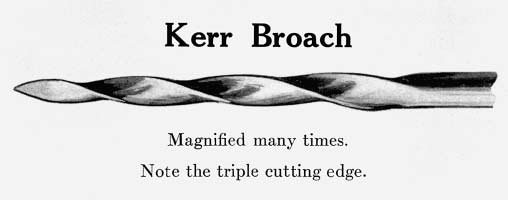 Kerr Broach
Magnified many times.
Note the triple cutting edge.